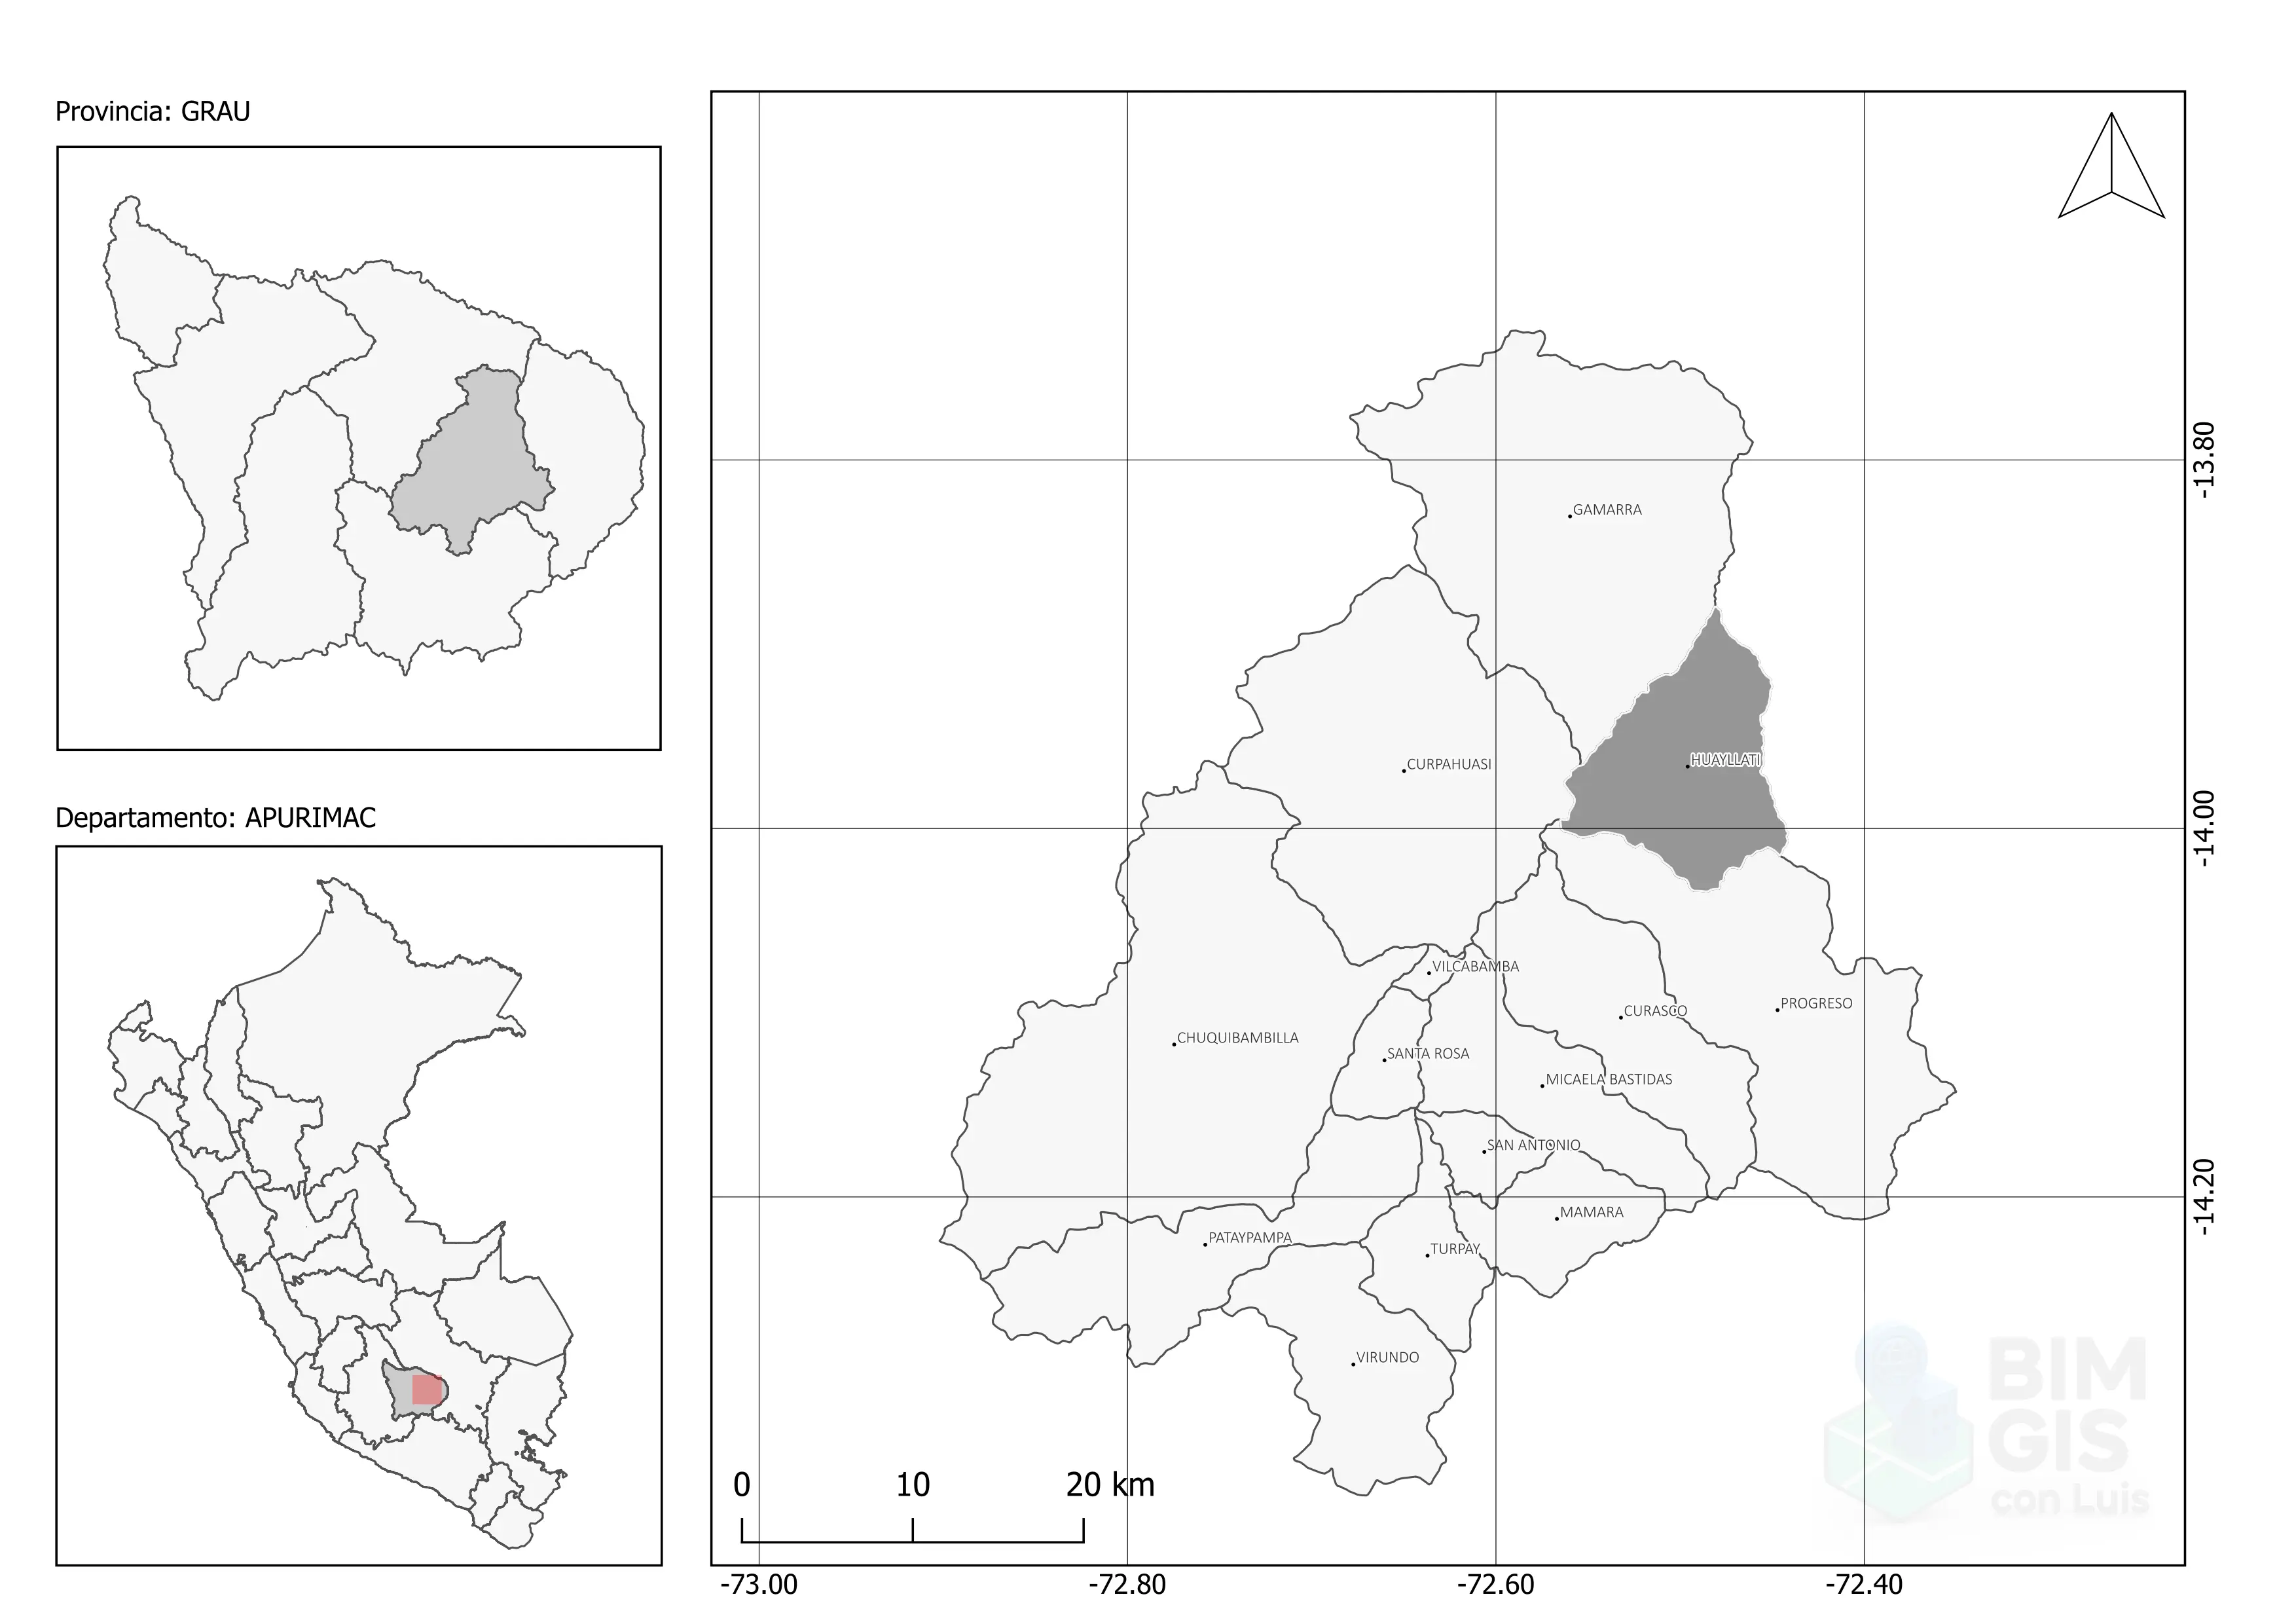 Provincia: GRAU
Departamento: APURIMAC
GAMARRA
HUAYLLATI
CURPAHUASI
VILCABAMBA
CURASCO
PROGRESO
CHUQUIBAMBILLA
SANTA ROSA
MICAELA BASTIDAS
SAN ANTONIO
MAMARA
PATAYPAMPA
TURPAY
VIRUNDO
-13.80
-14.00
-14.20
0 10 20 km
-73.00 -72.80 -72.60 -72.40
BIM
GIS
con Luis